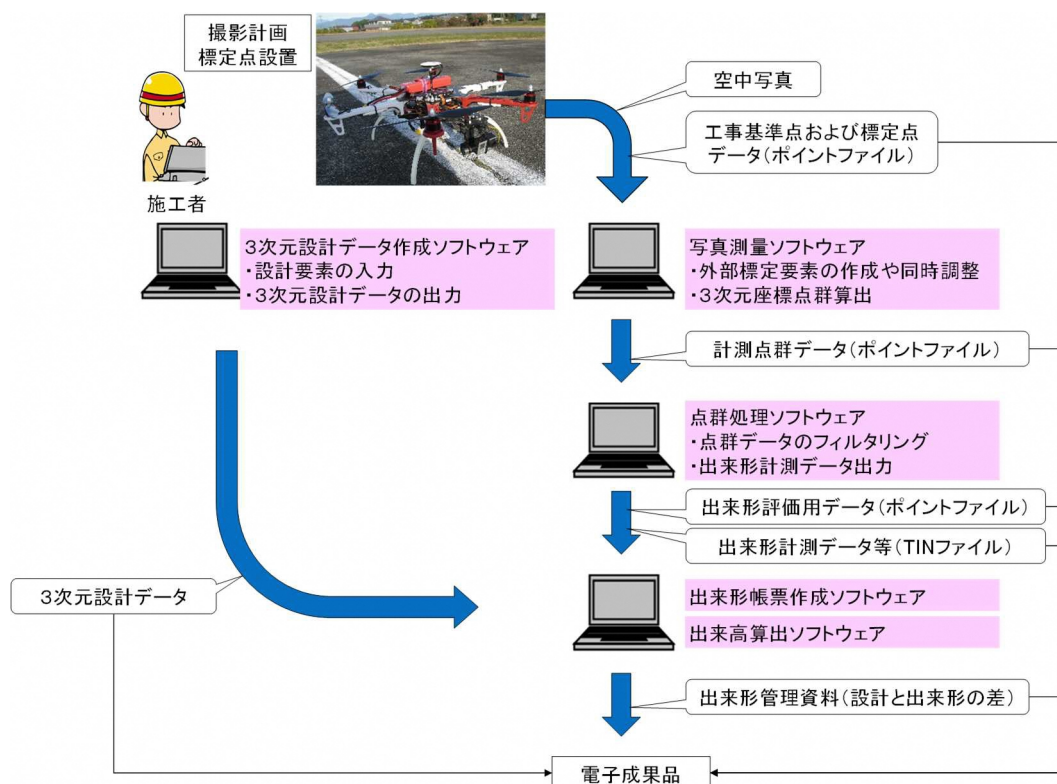 撮影計画
標定点設置
空中写真
工事基準点および標定点
データ(ポイントファイル)
施工者
3次元設計データ作成ソフトウェア
・設計要素の入力
・3次元設計データの出力
写真測量ソフトウェア
・外部標定要素の作成や同時調整
・3次元座標点群算出
計測点群データ(ポイントファイル)
点群処理ソフトウェア
・点群データのフィルタリング
・出来形計測データ出力
出来形評価用データ(ポイントファイル)
出来形計測データ等(TINファイル)
3次元設計データ
出来形帳票作成ソフトウェア
出来高算出ソフトウェア
出来形管理資料(設計と出来形の差)
電子成果品